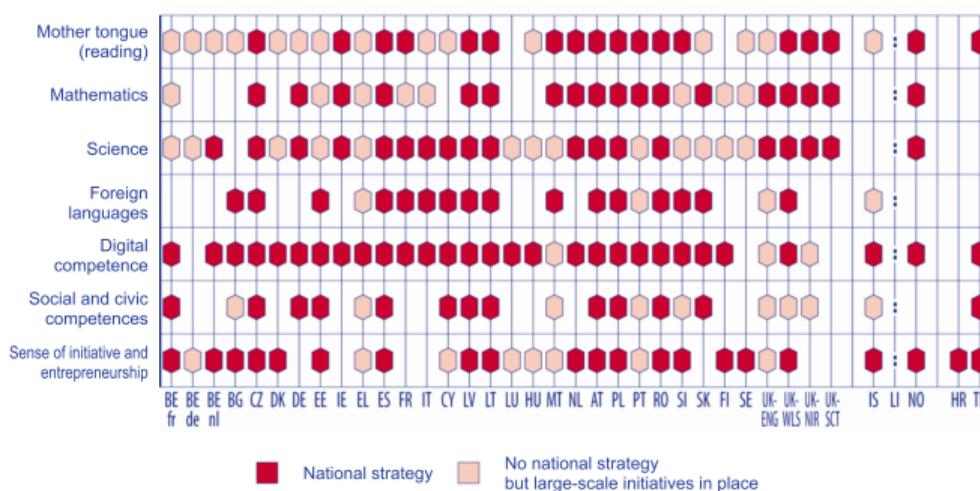 Mother tongue
(reading)
Mathematics
Science
Foreign
languages
Digital
competence
Social and civic
competences
Sense of initiative and
entrepreneurship
BE BE BE BG CZ DK DE EE IE EL ES FR IT CY LV LT LU HU MT NL AT PL PT RO SI SK FI SE UK- UK- UK- UK- IS LI NO HR
fr de nl ENG WLS NIR SCT
National strategy
No national strategy
but large-scale initiatives in place